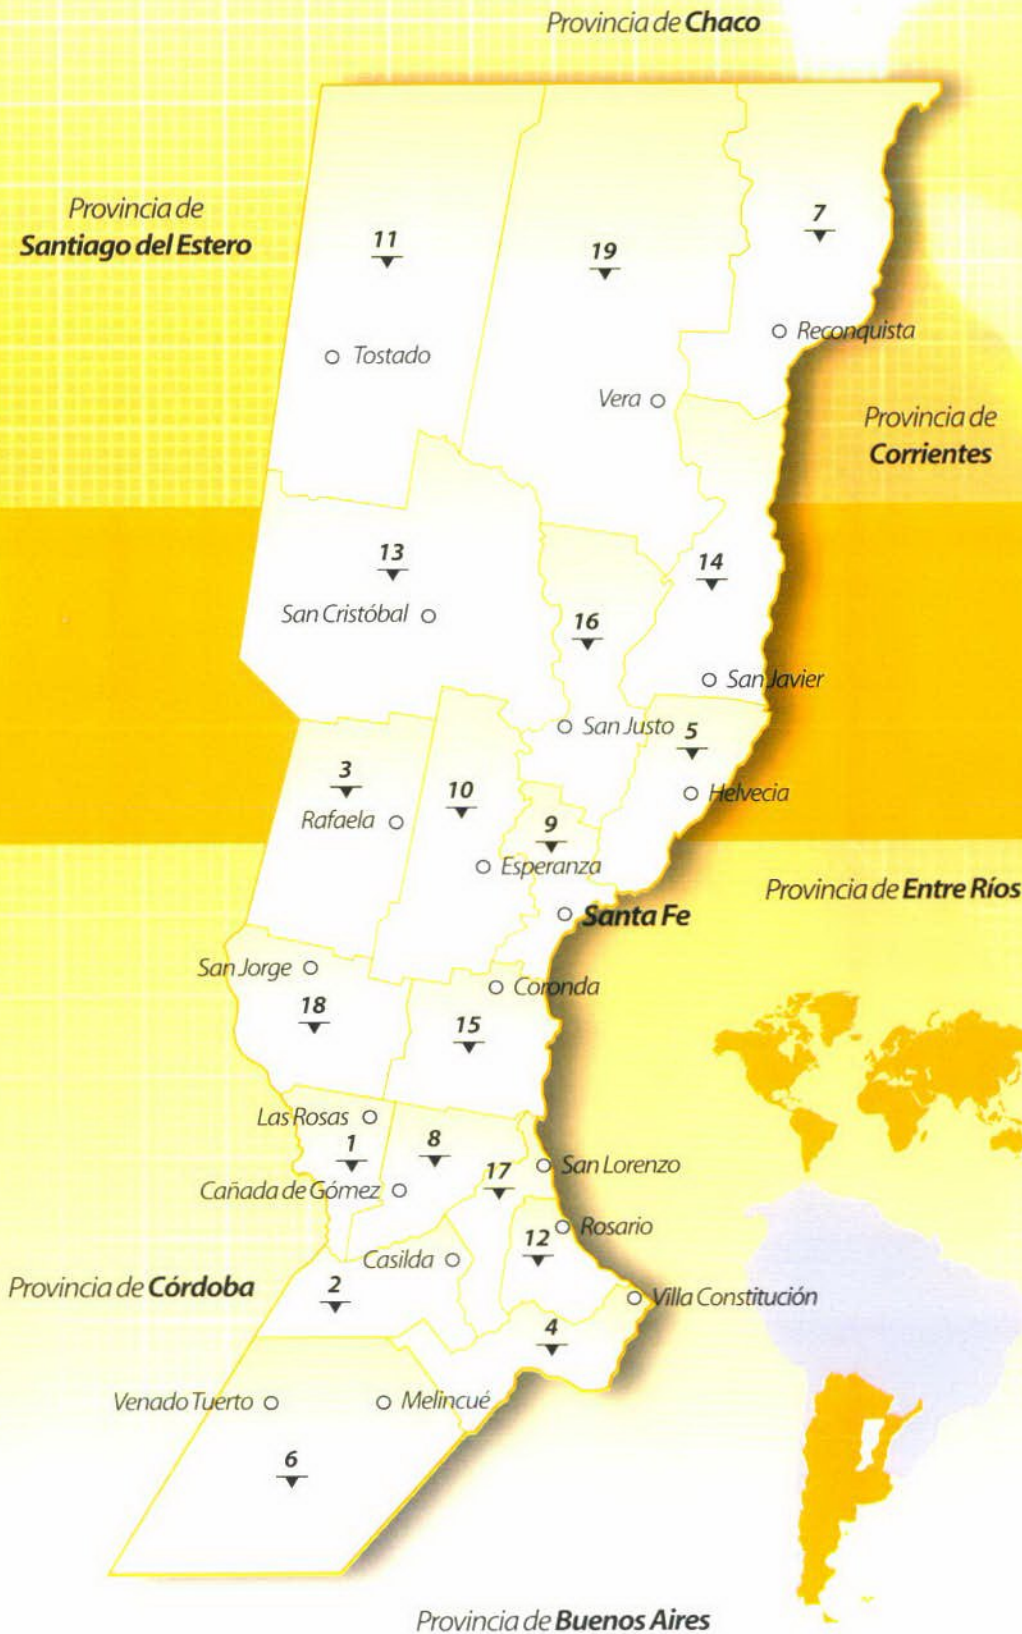 Provincia de Chaco
Provincia de
Santiago del Estero
11
19
7
Reconquista
Tostado
Vera
Provincia de
Corrientes
13
14
San Cristóbal
16
San Javier
San Justo
5
3
10
Helvecia
Rafaela
9
Esperanza
Provincia de Entre Ríos
Santa Fe
San Jorge
Coronda
18
15
Las Rosas
1
8
17
San Lorenzo
Cañada de Gómez
Rosario
12
Casilda
Provincia de Córdoba
2
Villa Constitución
4
Venado Tuerto
Melincué
6
Provincia de Buenos Aires